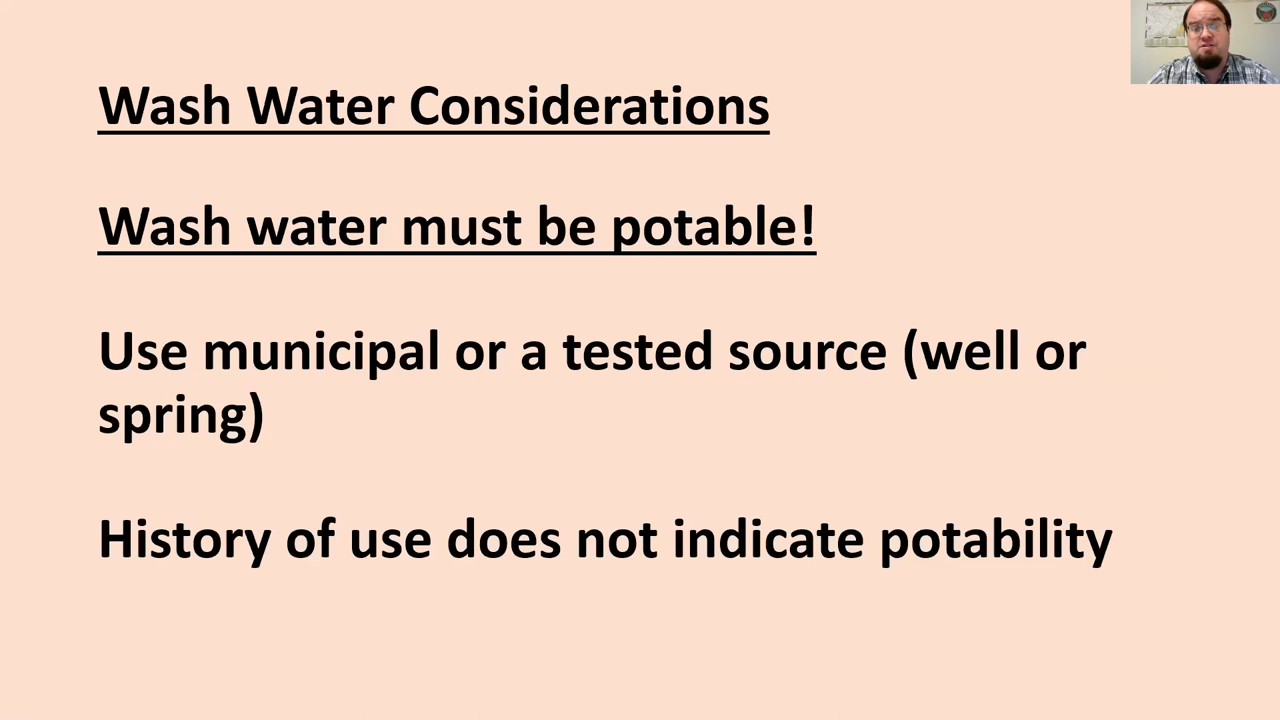 Wash Water Considerations
Wash water must be potable!
Use municipal or a tested source (well or
spring)
History of use does not indicate potability